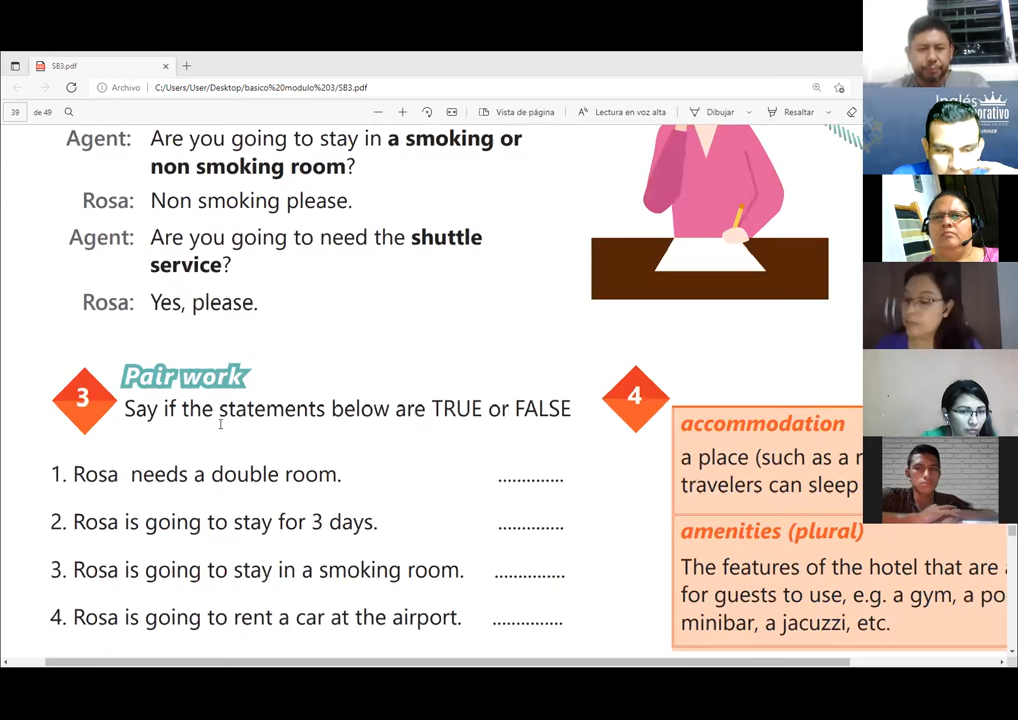 SB3.pdf
Archivo
C:/Users/User/Desktop/basico%20modulo%203/SB3.pdf
39
de 49
Vista de página
Lectura en voz alta
Dibujar
Resaltar
Agent: Are you going to stay in a smoking or
non smoking room?
Rosa: Non smoking please.
Agent: Are you going to need the shuttle
service?
Rosa: Yes, please.
3
Pair work
Say if the statements below are TRUE or FALSE
1. Rosa needs a double room. ..............
2. Rosa is going to stay for 3 days. ..............
3. Rosa is going to stay in a smoking room. ...............
4. Rosa is going to rent a car at the airport. ...............
4
accommodation
a place (such as a
travelers can sleep
amenities (plural)
The features of the hotel that are
for guests to use, e.g. a gym, a po
minibar, a jacuzzi, etc.
Inglés